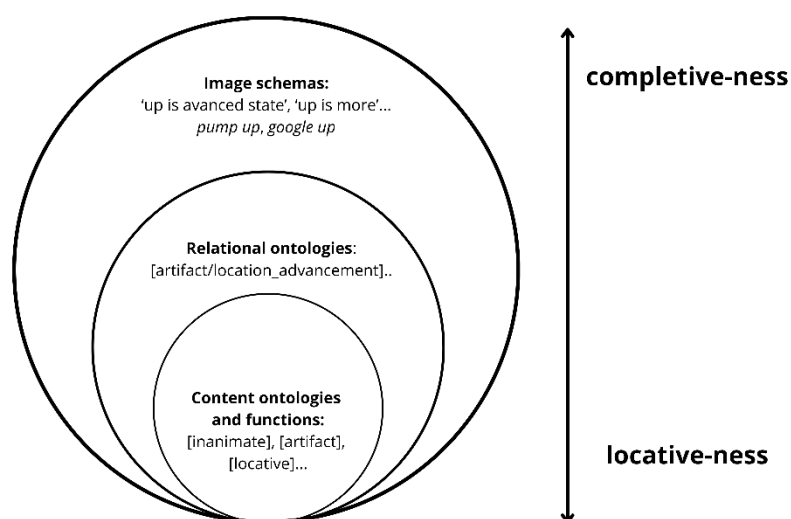 Image schemas:
'up is avanced state', 'up is more'...
pump up, google up
completive-ness
Relational ontologies:
[artifact/location_advancement]..
Content ontologies
and functions:
[inanimate], [artifact],
[locative]...
locative-ness